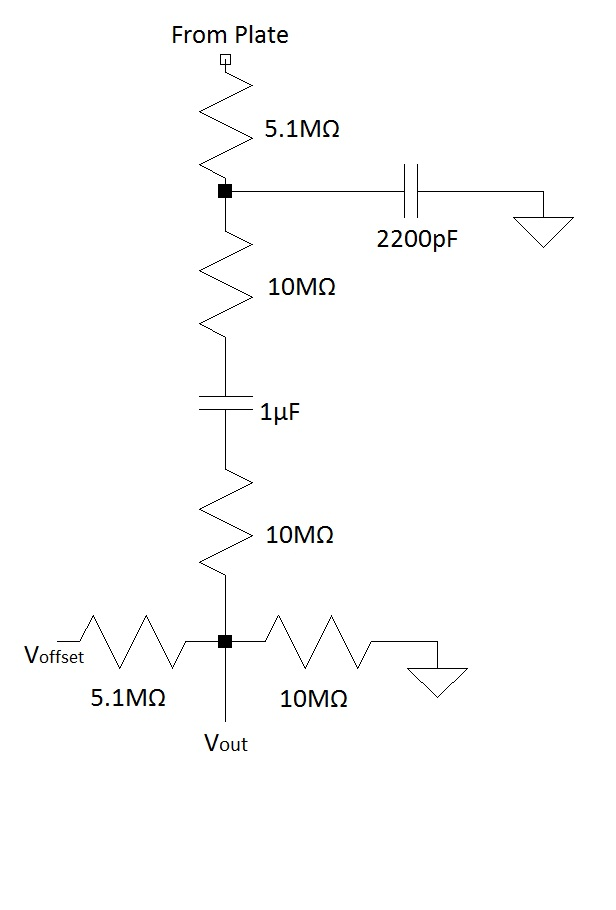 From Plate
5.1MΩ
2200pF
10MΩ
1µF
10MΩ
Voffset
5.1MΩ
10MΩ
Vout